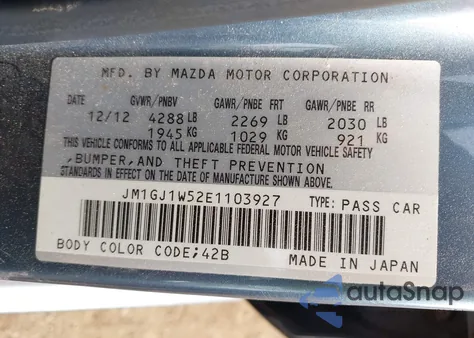 MFD. BY MAZDA MOTOR CORPORATION
DATE GVWR/PNBV GAWR/PNBE FRT GAWR/PNBE RR
12/12 4288 LB 2269 LB 2030 LB
1945 KG 1029 KG 921 KG
THIS VEHICLE CONFORMS TO ALL APPLICABLE FEDERAL MOTOR VEHICLE SAFETY
,BUMPER,AND THEFT PREVENTION
STANDARDS IN EFFECT ON THE DATE OF MANUFACTURE SHOWN ABOVE.
JM1GJ1W52E1103927 TYPE: PASS CAR
BODY COLOR CODE;42B MADE IN JAPAN
autoSnap